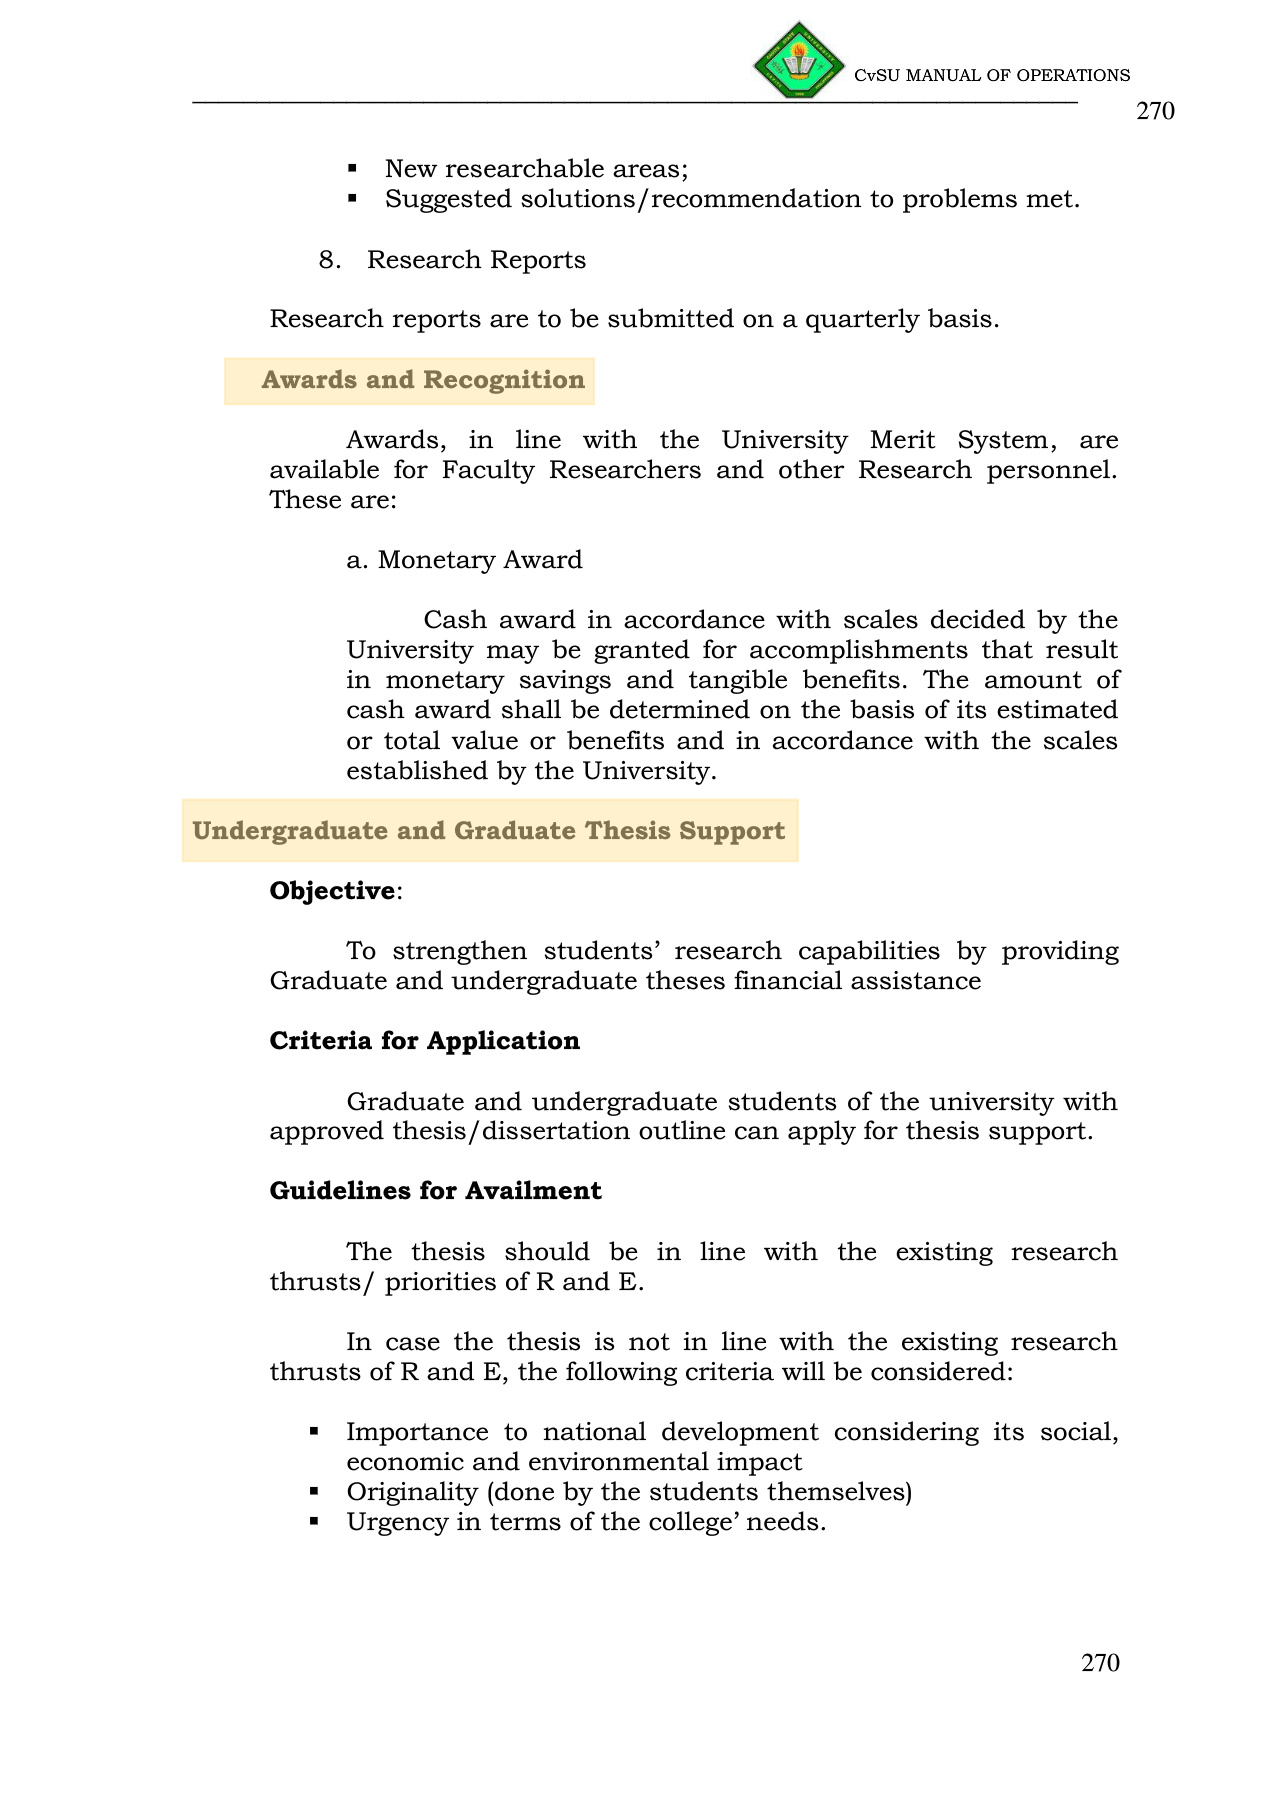 CvSU MANUAL OF OPERATIONS
270
▪ New researchable areas;
▪ Suggested solutions/recommendation to problems met.
8. Research Reports
Research reports are to be submitted on a quarterly basis.
Awards and Recognition
Awards, in line with the University Merit System, are
available for Faculty Researchers and other Research personnel.
These are:
a. Monetary Award
Cash award in accordance with scales decided by the
University may be granted for accomplishments that result
in monetary savings and tangible benefits. The amount of
cash award shall be determined on the basis of its estimated
or total value or benefits and in accordance with the scales
established by the University.
Undergraduate and Graduate Thesis Support
Objective:
To strengthen students’ research capabilities by providing
Graduate and undergraduate theses financial assistance
Criteria for Application
Graduate and undergraduate students of the university with
approved thesis/dissertation outline can apply for thesis support.
Guidelines for Availment
The thesis should be in line with the existing research
thrusts/ priorities of R and E.
In case the thesis is not in line with the existing research
thrusts of R and E, the following criteria will be considered:
▪ Importance to national development considering its social,
economic and environmental impact
▪ Originality (done by the students themselves)
▪ Urgency in terms of the college’ needs.
270